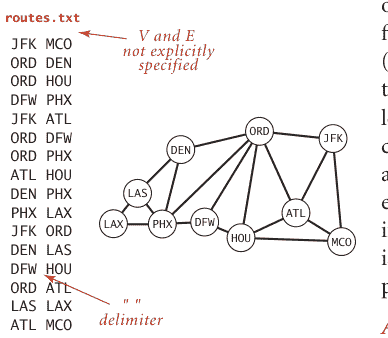 routes.txt
V and E
not explicitly
specified
JFK MCO
ORD DEN
ORD HOU
DFW PHX
JFK ATL
ORD DFW
ORD PHX
ATL HOU
DEN PHX
PHX LAX
JFK ORD
DEN LAS
DFW HOU
ORD ATL
LAS LAX
ATL MCO
" "
delimiter
ORD
JFK
DEN
LAS
LAX
PHX
DFW
ATL
HOU
MCO